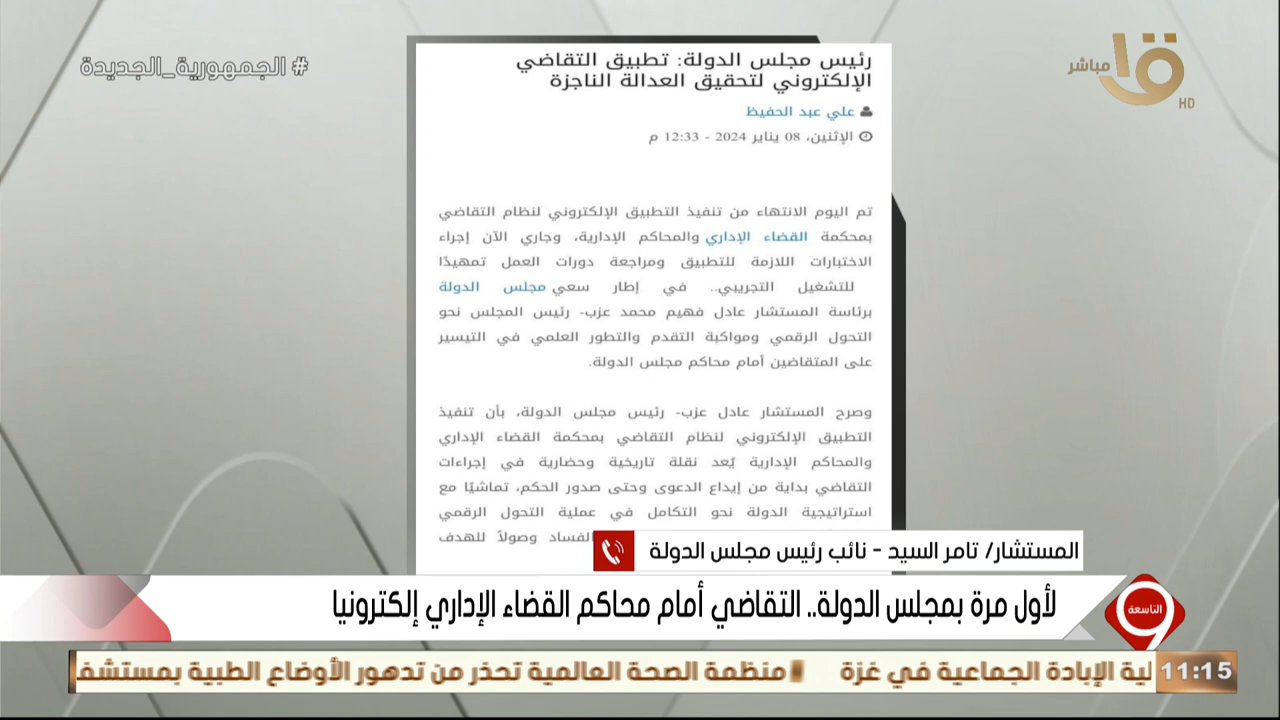 #الجمهورية_الجديدة
مباشر
HD
رئيس مجلس الدولة: تطبيق التقاضي
الإلكتروني لتحقيق العدالة الناجزة
علي عبد الحفيظ
الإثنين، 08 يناير 2024 - 12:33 م
تم اليوم الانتهاء من تنفيذ التطبيق الإلكتروني لنظام التقاضي
بمحكمة القضاء الإداري والمحاكم الإدارية، وجاري الآن إجراء
الاختبارات اللازمة للتطبيق ومراجعة دورات العمل تمهيدًا
للتشغيل التجريبي.. في إطار سعي مجلس الدولة
برئاسة المستشار عادل فهيم محمد عزب- رئيس المجلس نحو
التحول الرقمي ومواكبة التقدم والتطور العلمي في التيسير
على المتقاضين أمام محاكم مجلس الدولة.
وصرح المستشار عادل عزب- رئيس مجلس الدولة، بأن تنفيذ
التطبيق الإلكتروني لنظام التقاضي بمحكمة القضاء الإداري
والمحاكم الإدارية يُعد نقلة تاريخية وحضارية في إجراءات
التقاضي بداية من إيداع الدعوى وحتى صدور الحكم، تماشيًا مع
استراتيجية الدولة نحو التكامل في عملية التحول الرقمي
الفساد وصولاً للهدف
المستشار/ تامر السيد - نائب رئيس مجلس الدولة
التاسعة
لأول مرة بمجلس الدولة.. التقاضي أمام محاكم القضاء الإداري إلكترونيا
11:15
لية الإبادة الجماعية في غزة
منظمة الصحة العالمية تحذر من تدهور الأوضاع الطبية بمستشف